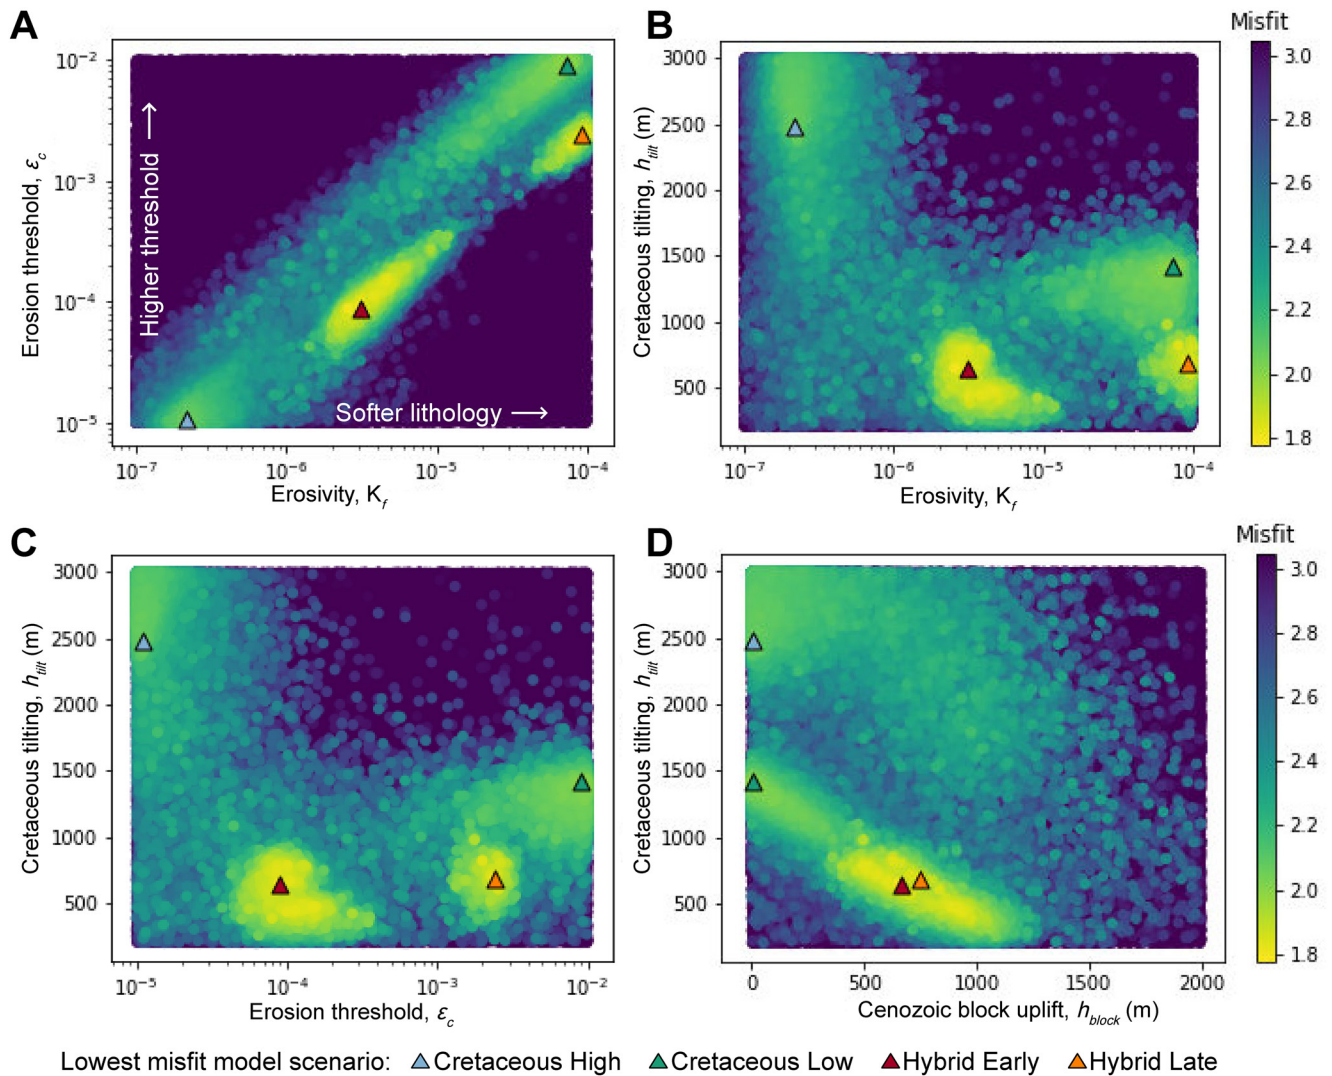 A
10⁻²
10⁻³
10⁻⁴
10⁻⁵
Erosion threshold, εc
Higher threshold ⟶
Softer lithology ⟶
10⁻⁷ 10⁻⁶ 10⁻⁵ 10⁻⁴
Erosivity, Kf
B
3000
2500
2000
1500
1000
500
Cretaceous tilting, htilt (m)
10⁻⁷ 10⁻⁶ 10⁻⁵ 10⁻⁴
Erosivity, Kf
Misfit
3.0
2.8
2.6
2.4
2.2
2.0
1.8
C
3000
2500
2000
1500
1000
500
Cretaceous tilting, htilt (m)
10⁻⁵ 10⁻⁴ 10⁻³ 10⁻²
Erosion threshold, εc
D
3000
2500
2000
1500
1000
500
Cretaceous tilting, htilt (m)
0 500 1000 1500 2000
Cenozoic block uplift, hblock (m)
Misfit
3.0
2.8
2.6
2.4
2.2
2.0
1.8
Lowest misfit model scenario: Cretaceous High Cretaceous Low Hybrid Early Hybrid Late